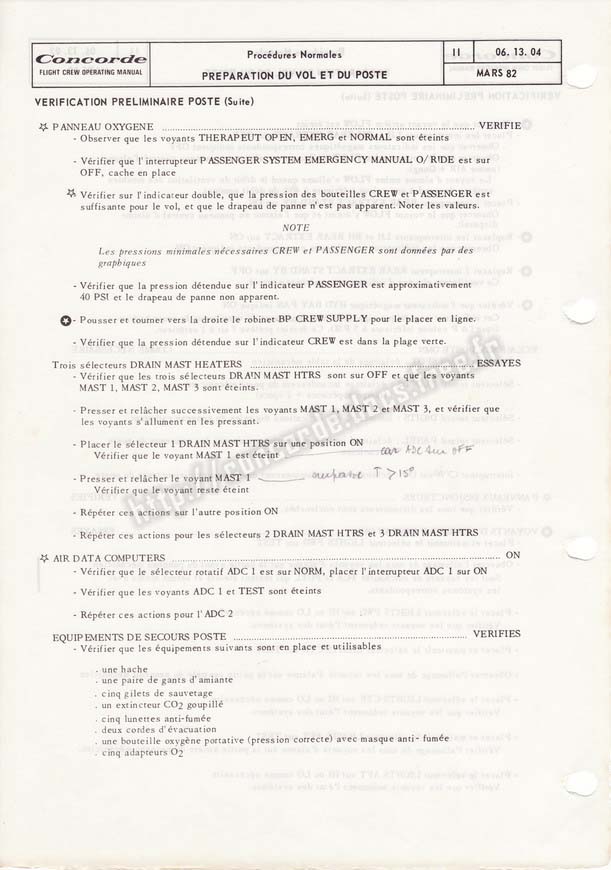 Concorde
FLIGHT CREW OPERATING MANUAL
Procédures Normales
PREPARATION DU VOL ET DU POSTE
II
06. 13. 04
MARS 82
VERIFICATION PRELIMINAIRE POSTE (Suite)
PANNEAU OXYGENE ........ VERIFIE
- Observer que les voyants THERAPEUT OPEN, EMERG et NORMAL sont éteints
- Vérifier que l'interrupteur PASSENGER SYSTEM EMERGENCY MANUAL O/RIDE est sur
OFF, cache en place
- Vérifier sur l'indicateur double, que la pression des bouteilles CREW et PASSENGER est
suffisante pour le vol, et que le drapeau de panne n'est pas apparent. Noter les valeurs.
NOTE
Les pressions minimales nécessaires CREW et PASSENGER sont données par des
graphiques
- Vérifier que la pression détendue sur l'indicateur PASSENGER est approximativement
40 PSI et le drapeau de panne non apparent.
- Pousser et tourner vers la droite le robinet BP CREW SUPPLY pour le placer en ligne.
- Vérifier que la pression détendue sur l'indicateur CREW est dans la plage verte.
Trois sélecteurs DRAIN MAST HEATERS ........ ESSAYES
- Vérifier que les trois sélecteurs DRAIN MAST HTRS sont sur OFF et que les voyants
MAST 1, MAST 2, MAST 3 sont éteints.
- Presser et relâcher successivement les voyants MAST 1, MAST 2 et MAST 3, et vérifier que
les voyants s'allument en les pressant.
- Placer le sélecteur 1 DRAIN MAST HTRS sur une position ON
Vérifier que le voyant MAST 1 est éteint car ADC sur OFF
- Presser et relâcher le voyant MAST 1 T > 15°
Vérifier que le voyant reste éteint
- Répéter ces actions sur l'autre position ON
- Répéter ces actions pour les sélecteurs 2 DRAIN MAST HTRS et 3 DRAIN MAST HTRS
AIR DATA COMPUTERS ........ ON
- Vérifier que le sélecteur rotatif ADC 1 est sur NORM, placer l'interrupteur ADC 1 sur ON
- Vérifier que les voyants ADC 1 et TEST sont éteints
- Répéter ces actions pour l'ADC 2
EQUIPEMENTS DE SECOURS POSTE ........ VERIFIES
- Vérifier que les équipements suivants sont en place et utilisables
. une hache
. une paire de gants d'amiante
. cinq gilets de sauvetage
. un extincteur CO2 goupillé
. cinq lunettes anti-fumée
. deux cordes d'évacuation
. une bouteille oxygène portative (pression correcte) avec masque anti-fumée
. cinq adapteurs O2